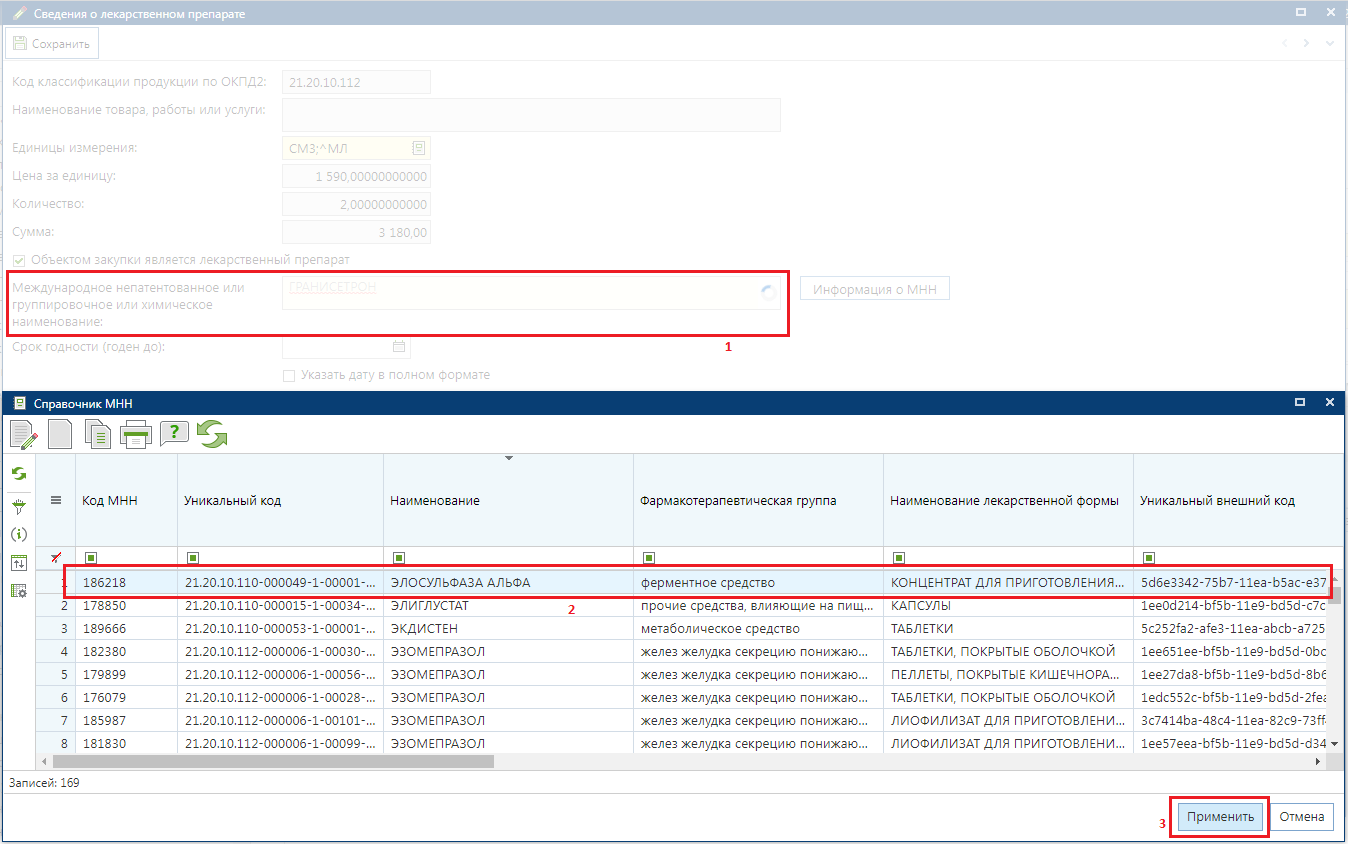 Сведения о лекарственном препарате
Сохранить
Код классификации продукции по ОКПД2: 21.20.10.112
Наименование товара, работы или услуги:
Единицы измерения: СМ3;^МЛ
Цена за единицу: 1 590,00000000000
Количество: 2,00000000000
Сумма: 3 180,00
Объектом закупки является лекарственный препарат
Международное непатентованное или ГРАНИСЕТРОН Информация о МНН
группировочное или химическое
наименование:
Срок годности (годен до):
1
Указать дату в полном формате
Справочник МНН
Код МНН Уникальный код Наименование Фармакотерапевтическая группа Наименование лекарственной формы Уникальный внешний код
1 186218 21.20.10.110-000049-1-00001-... ЭЛОСУЛЬФАЗА АЛЬФА ферментное средство КОНЦЕНТРАТ ДЛЯ ПРИГОТОВЛЕНИЯ... 5d6e3342-75b7-11ea-b5ac-e37
2 178850 21.20.10.110-000015-1-00034-... ЭЛИГЛУСТАТ прочие средства, влияющие на пищ... КАПСУЛЫ 1ee0d214-bf5b-11e9-bd5d-c7c
2
3 189666 21.20.10.110-000053-1-00001-... ЭКДИСТЕН метаболическое средство ТАБЛЕТКИ 5c252fa2-afe3-11ea-abcb-a725
4 182380 21.20.10.112-000006-1-00030-... ЭЗОМЕПРАЗОЛ желез желудка секрецию понижаю... ТАБЛЕТКИ, ПОКРЫТЫЕ ОБОЛОЧКОЙ 1ee651ee-bf5b-11e9-bd5d-0bc
5 179899 21.20.10.112-000006-1-00056-... ЭЗОМЕПРАЗОЛ желез желудка секрецию понижаю... ПЕЛЛЕТЫ, ПОКРЫТЫЕ КИШЕЧНОРА... 1ee27da8-bf5b-11e9-bd5d-8b6
6 176079 21.20.10.112-000006-1-00028-... ЭЗОМЕПРАЗОЛ желез желудка секрецию понижаю... ТАБЛЕТКИ, ПОКРЫТЫЕ ОБОЛОЧКОЙ 1edc552c-bf5b-11e9-bd5d-2fea
7 185987 21.20.10.112-000006-1-00101-... ЭЗОМЕПРАЗОЛ желез желудка секрецию понижаю... ЛИОФИЛИЗАТ ДЛЯ ПРИГОТОВЛЕНИ... 3c7414ba-48c4-11ea-82c9-73ff
8 181830 21.20.10.112-000006-1-00099-... ЭЗОМЕПРАЗОЛ желез желудка секрецию понижаю... ЛИОФИЛИЗАТ ДЛЯ ПРИГОТОВЛЕНИ... 1ee57eea-bf5b-11e9-bd5d-d34
Записей: 169
3 Применить Отмена